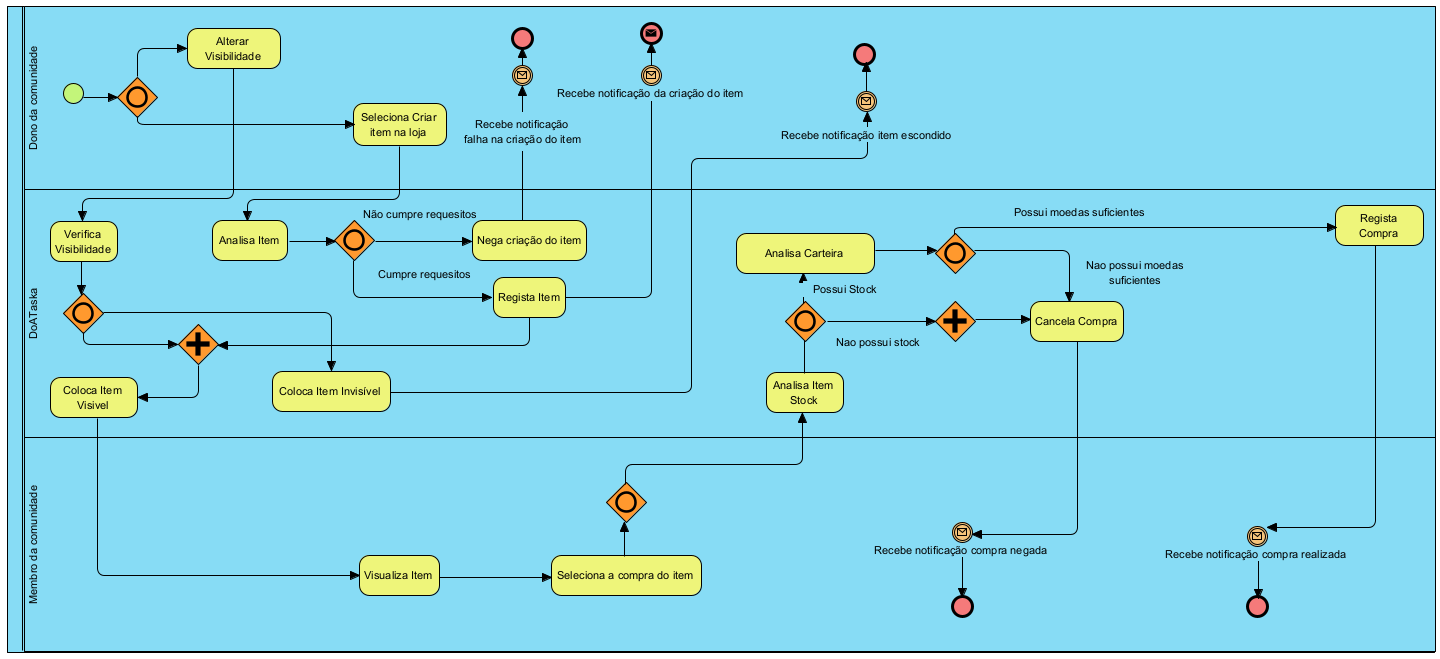 Dono da comunidade
Alterar
Visibilidade
Seleciona Criar
item na loja
Recebe notificação
falha na criação do item
Recebe notificação da criação do item
Recebe notificação item escondido
DoATaska
Verifica
Visibilidade
Analisa Item
Não cumpre requesitos
Nega criação do item
Cumpre requesitos
Regista Item
Coloca Item
Visivel
Coloca Item Invisível
Analisa Carteira
Possui Stock
Nao possui stock
Analisa Item
Stock
Possui moedas suficientes
Nao possui moedas
suficientes
Cancela Compra
Regista
Compra
Membro da comunidade
Visualiza Item
Seleciona a compra do item
Recebe notificação compra negada
Recebe notificação compra realizada